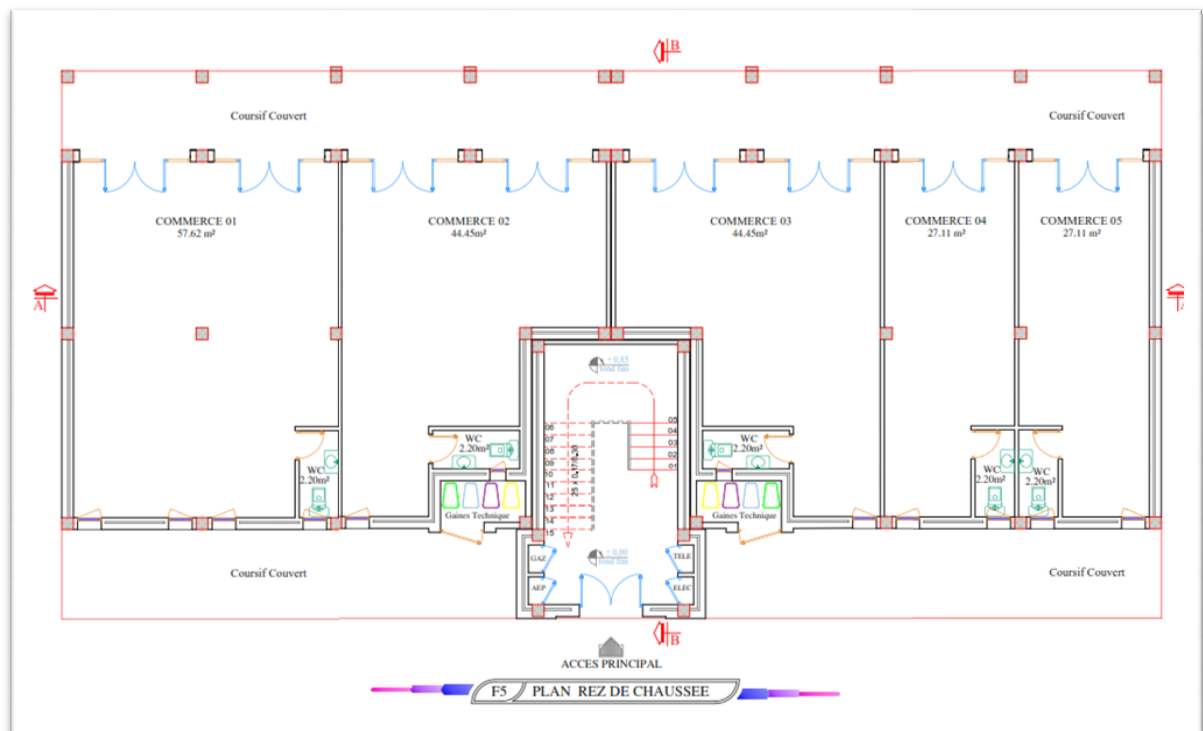 B
Coursif Couvert
Coursif Couvert
COMMERCE 01
57.62 m²
COMMERCE 02
44.45m²
COMMERCE 03
44.45m²
COMMERCE 04
27.11 m²
COMMERCE 05
27.11 m²
A
+ 0,85
05
04
03
02
01
06
07
08
09
10
11
12
13
14
15
WC
2.20m²
WC
2.20m²
WC
2.20m²
WC
2.20m²
WC
2.20m²
Gaines Technique
Gaines Technique
+ 0,00
GAZ
TELE
AEP
ELEC
Coursif Couvert
Coursif Couvert
B
ACCES PRINCIPAL
F5
PLAN REZ DE CHAUSSEE